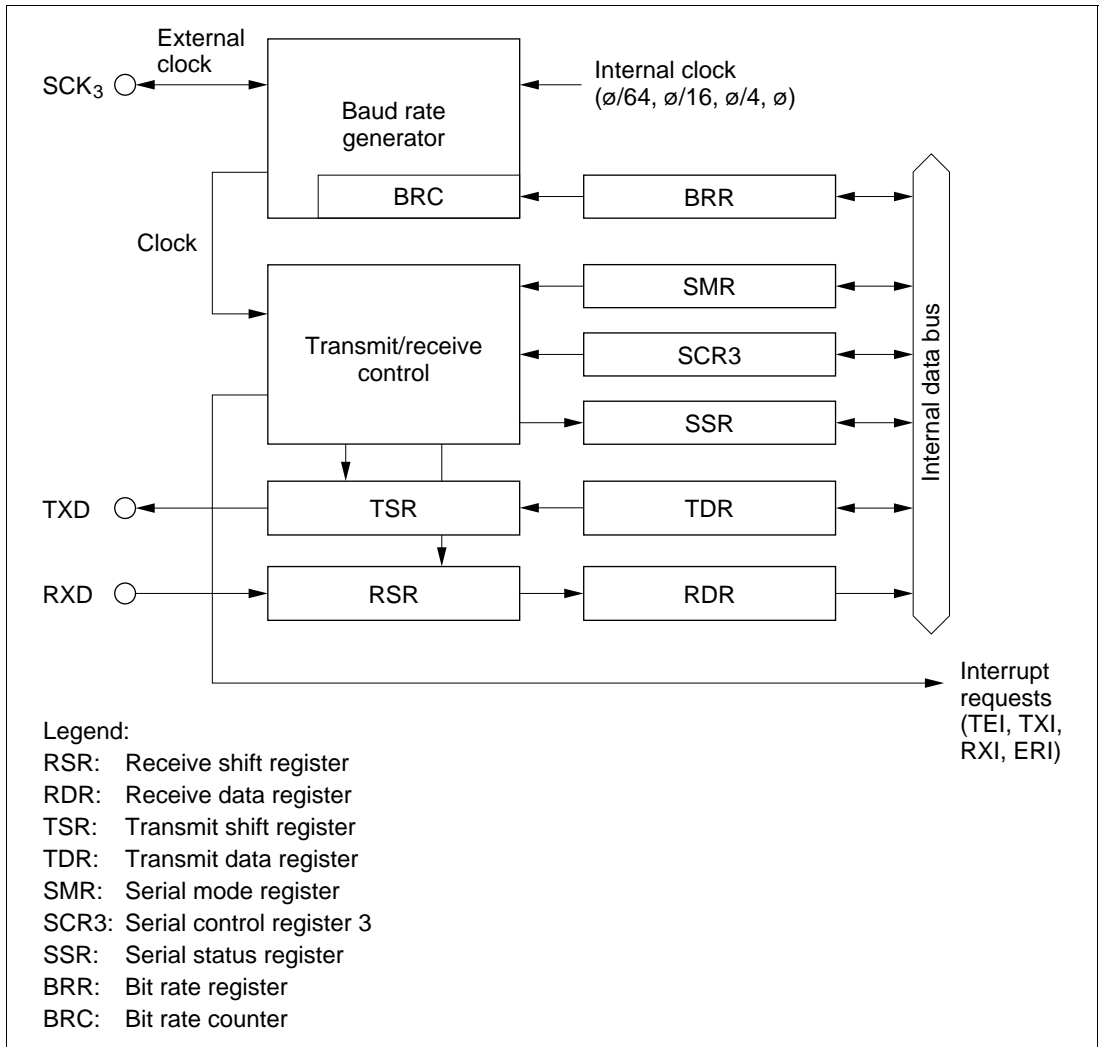 External
clock
SCK3
Internal clock
(ø/64, ø/16, ø/4, ø)
Baud rate
generator
BRC
BRR
Clock
SMR
Transmit/receive
control
SCR3
SSR
Internal data bus
TXD
TSR
TDR
RXD
RSR
RDR
Interrupt
requests
(TEI, TXI,
RXI, ERI)
Legend:
RSR: Receive shift register
RDR: Receive data register
TSR: Transmit shift register
TDR: Transmit data register
SMR: Serial mode register
SCR3: Serial control register 3
SSR: Serial status register
BRR: Bit rate register
BRC: Bit rate counter